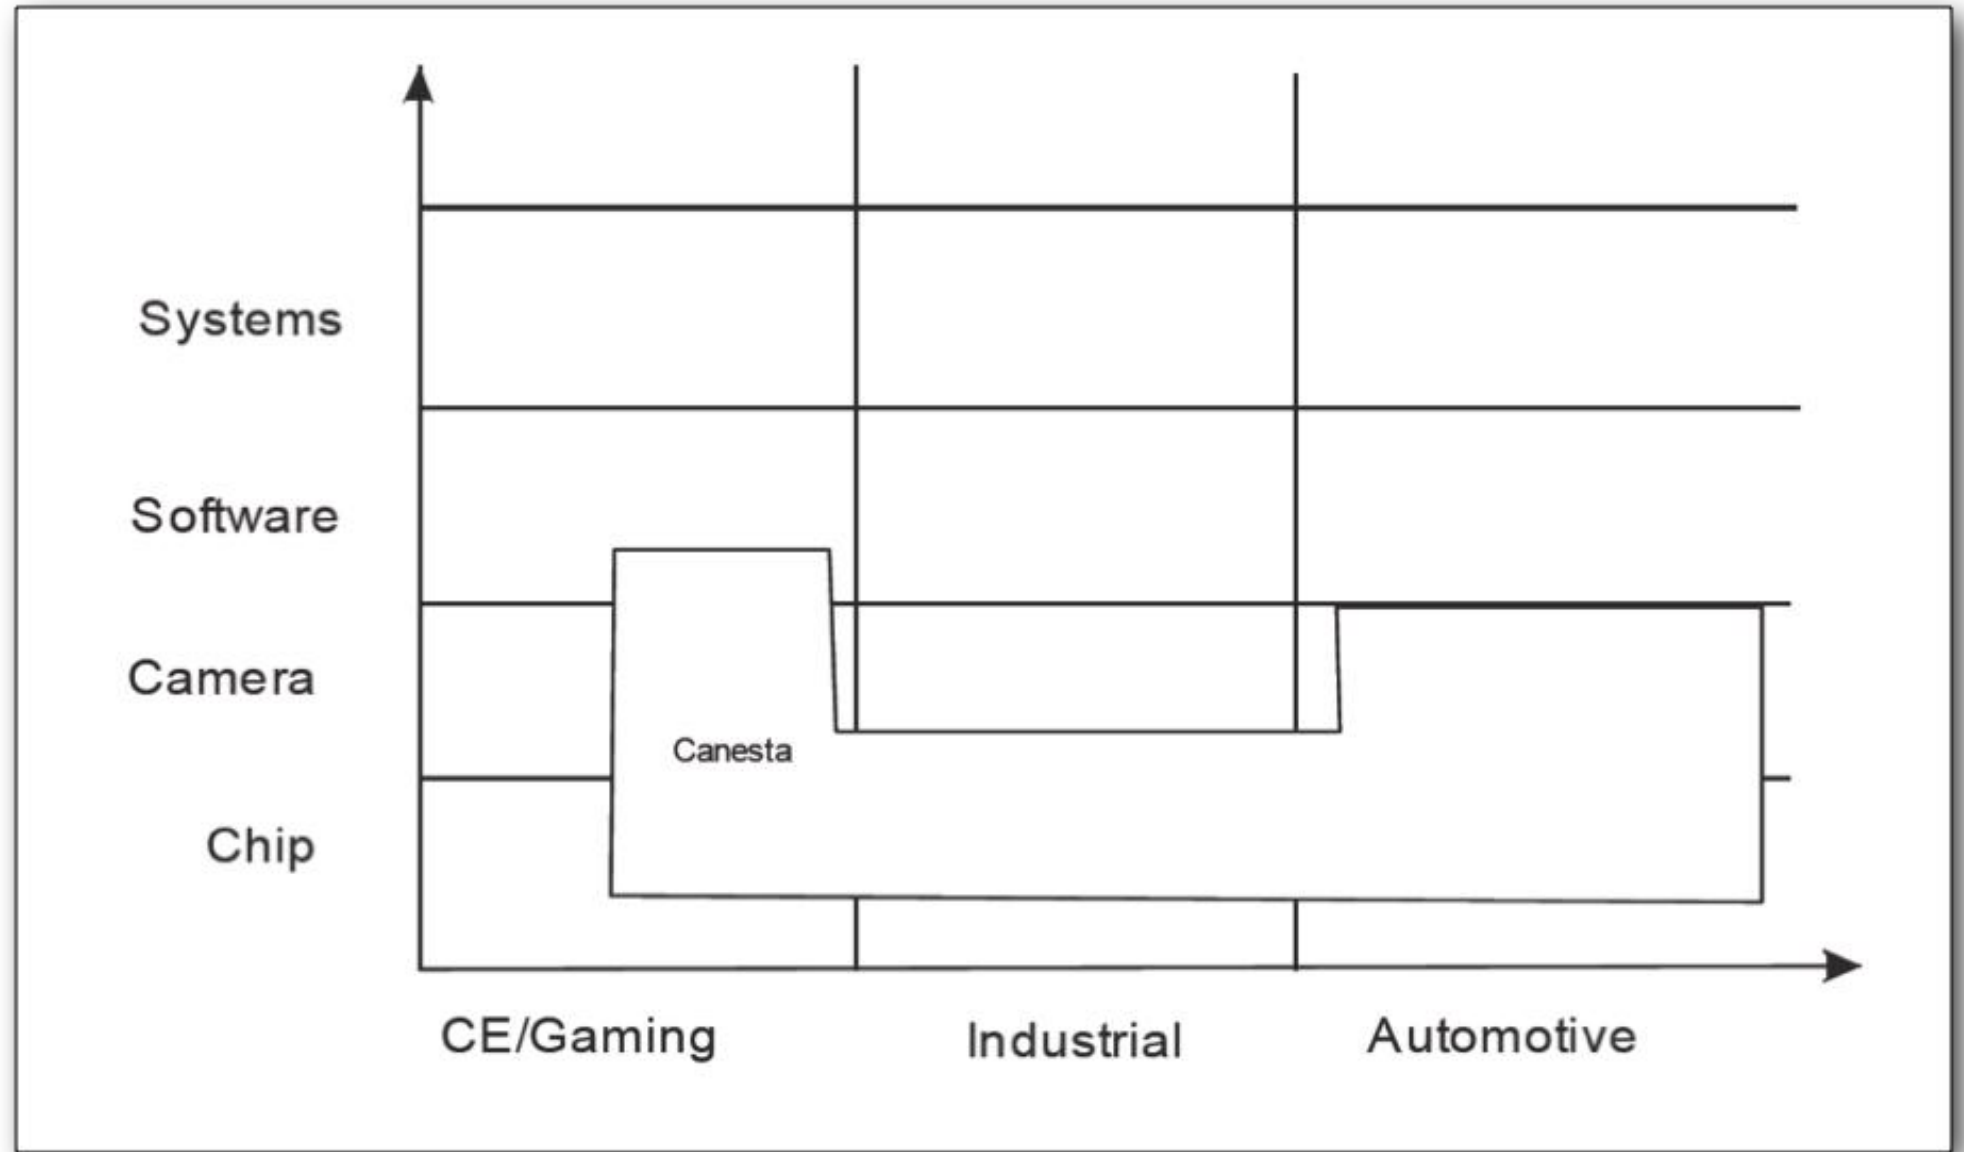 Systems
Software
Camera
Canesta
Chip
CE/Gaming
Industrial
Automotive